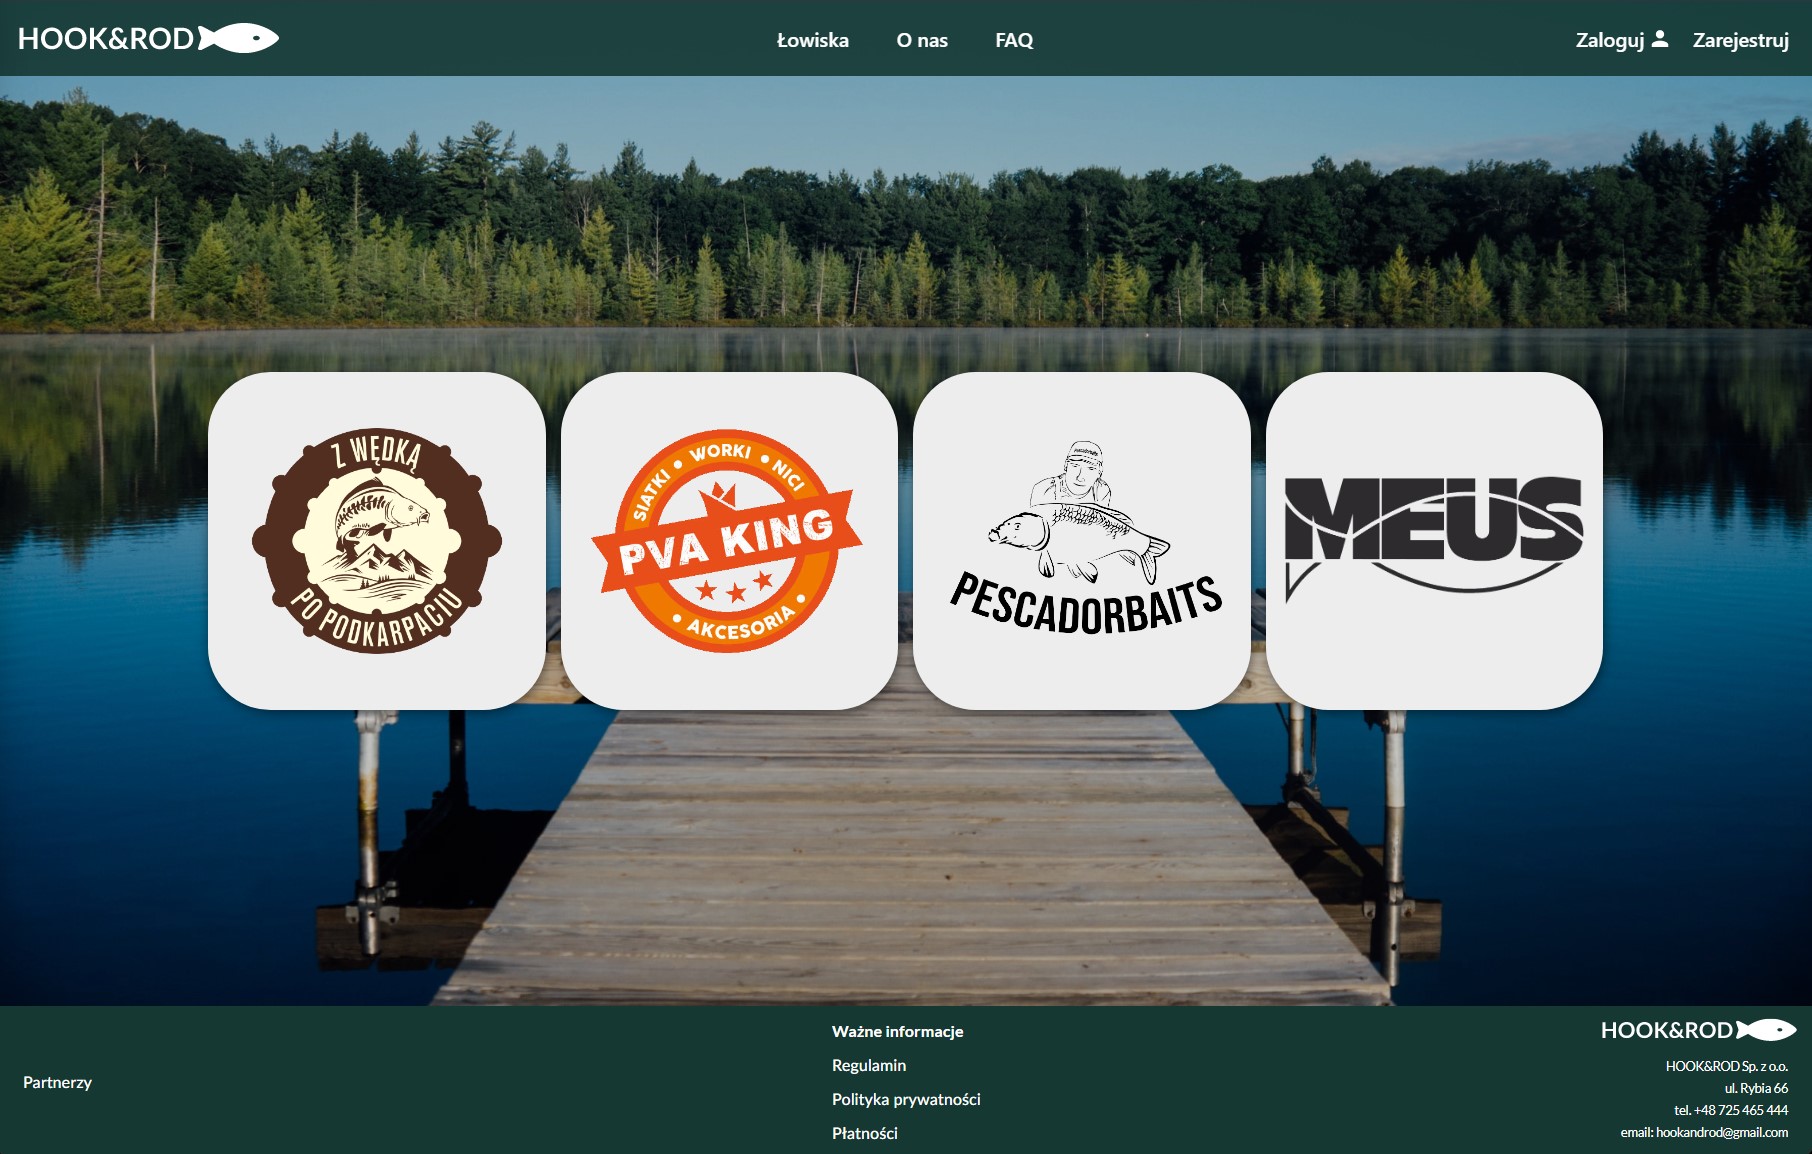 HOOK&ROD
Łowiska
O nas
FAQ
Zaloguj
Zarejestruj
Z WĘDKĄ
PO PODKARPACIU
SIATKI • WORKI • NICI
PVA KING
• AKCESORIA •
PESCADORBAITS
MEUS
Partnerzy
Ważne informacje
Regulamin
Polityka prywatności
Płatności
HOOK&ROD
HOOK&ROD Sp. z o.o.
ul. Rybia 66
tel. +48 725 465 444
email: hookandrod@gmail.com